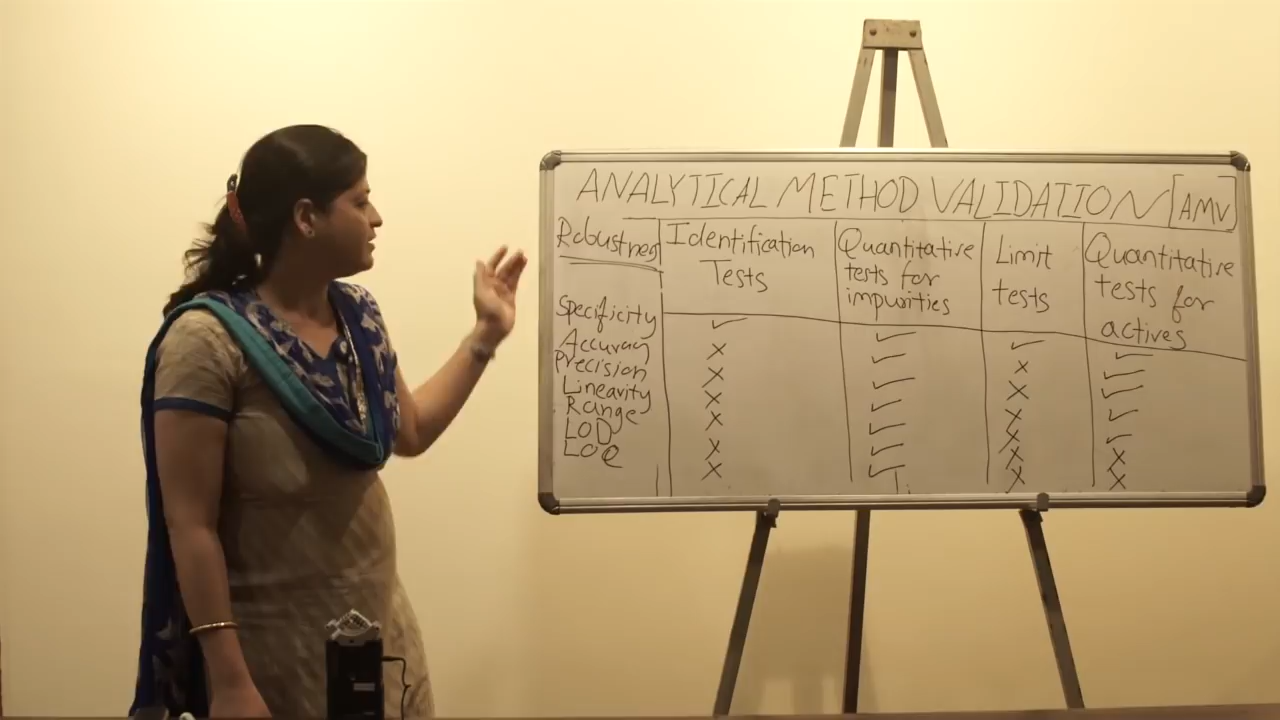 ANALYTICAL METHOD VALIDATION [AMV]
Robustness
Identification
Tests
Quantitative
tests for
impurities
Limit
tests
Quantitative
tests for
actives
Specificity ✓ ✓ ✓ ✓
Accuracy × ✓ × ✓
Precision × ✓ × ✓
Linearity × ✓ × ✓
Range × ✓ × ✓
LOD × ✓ × ×
LOQ × ✓ × ×